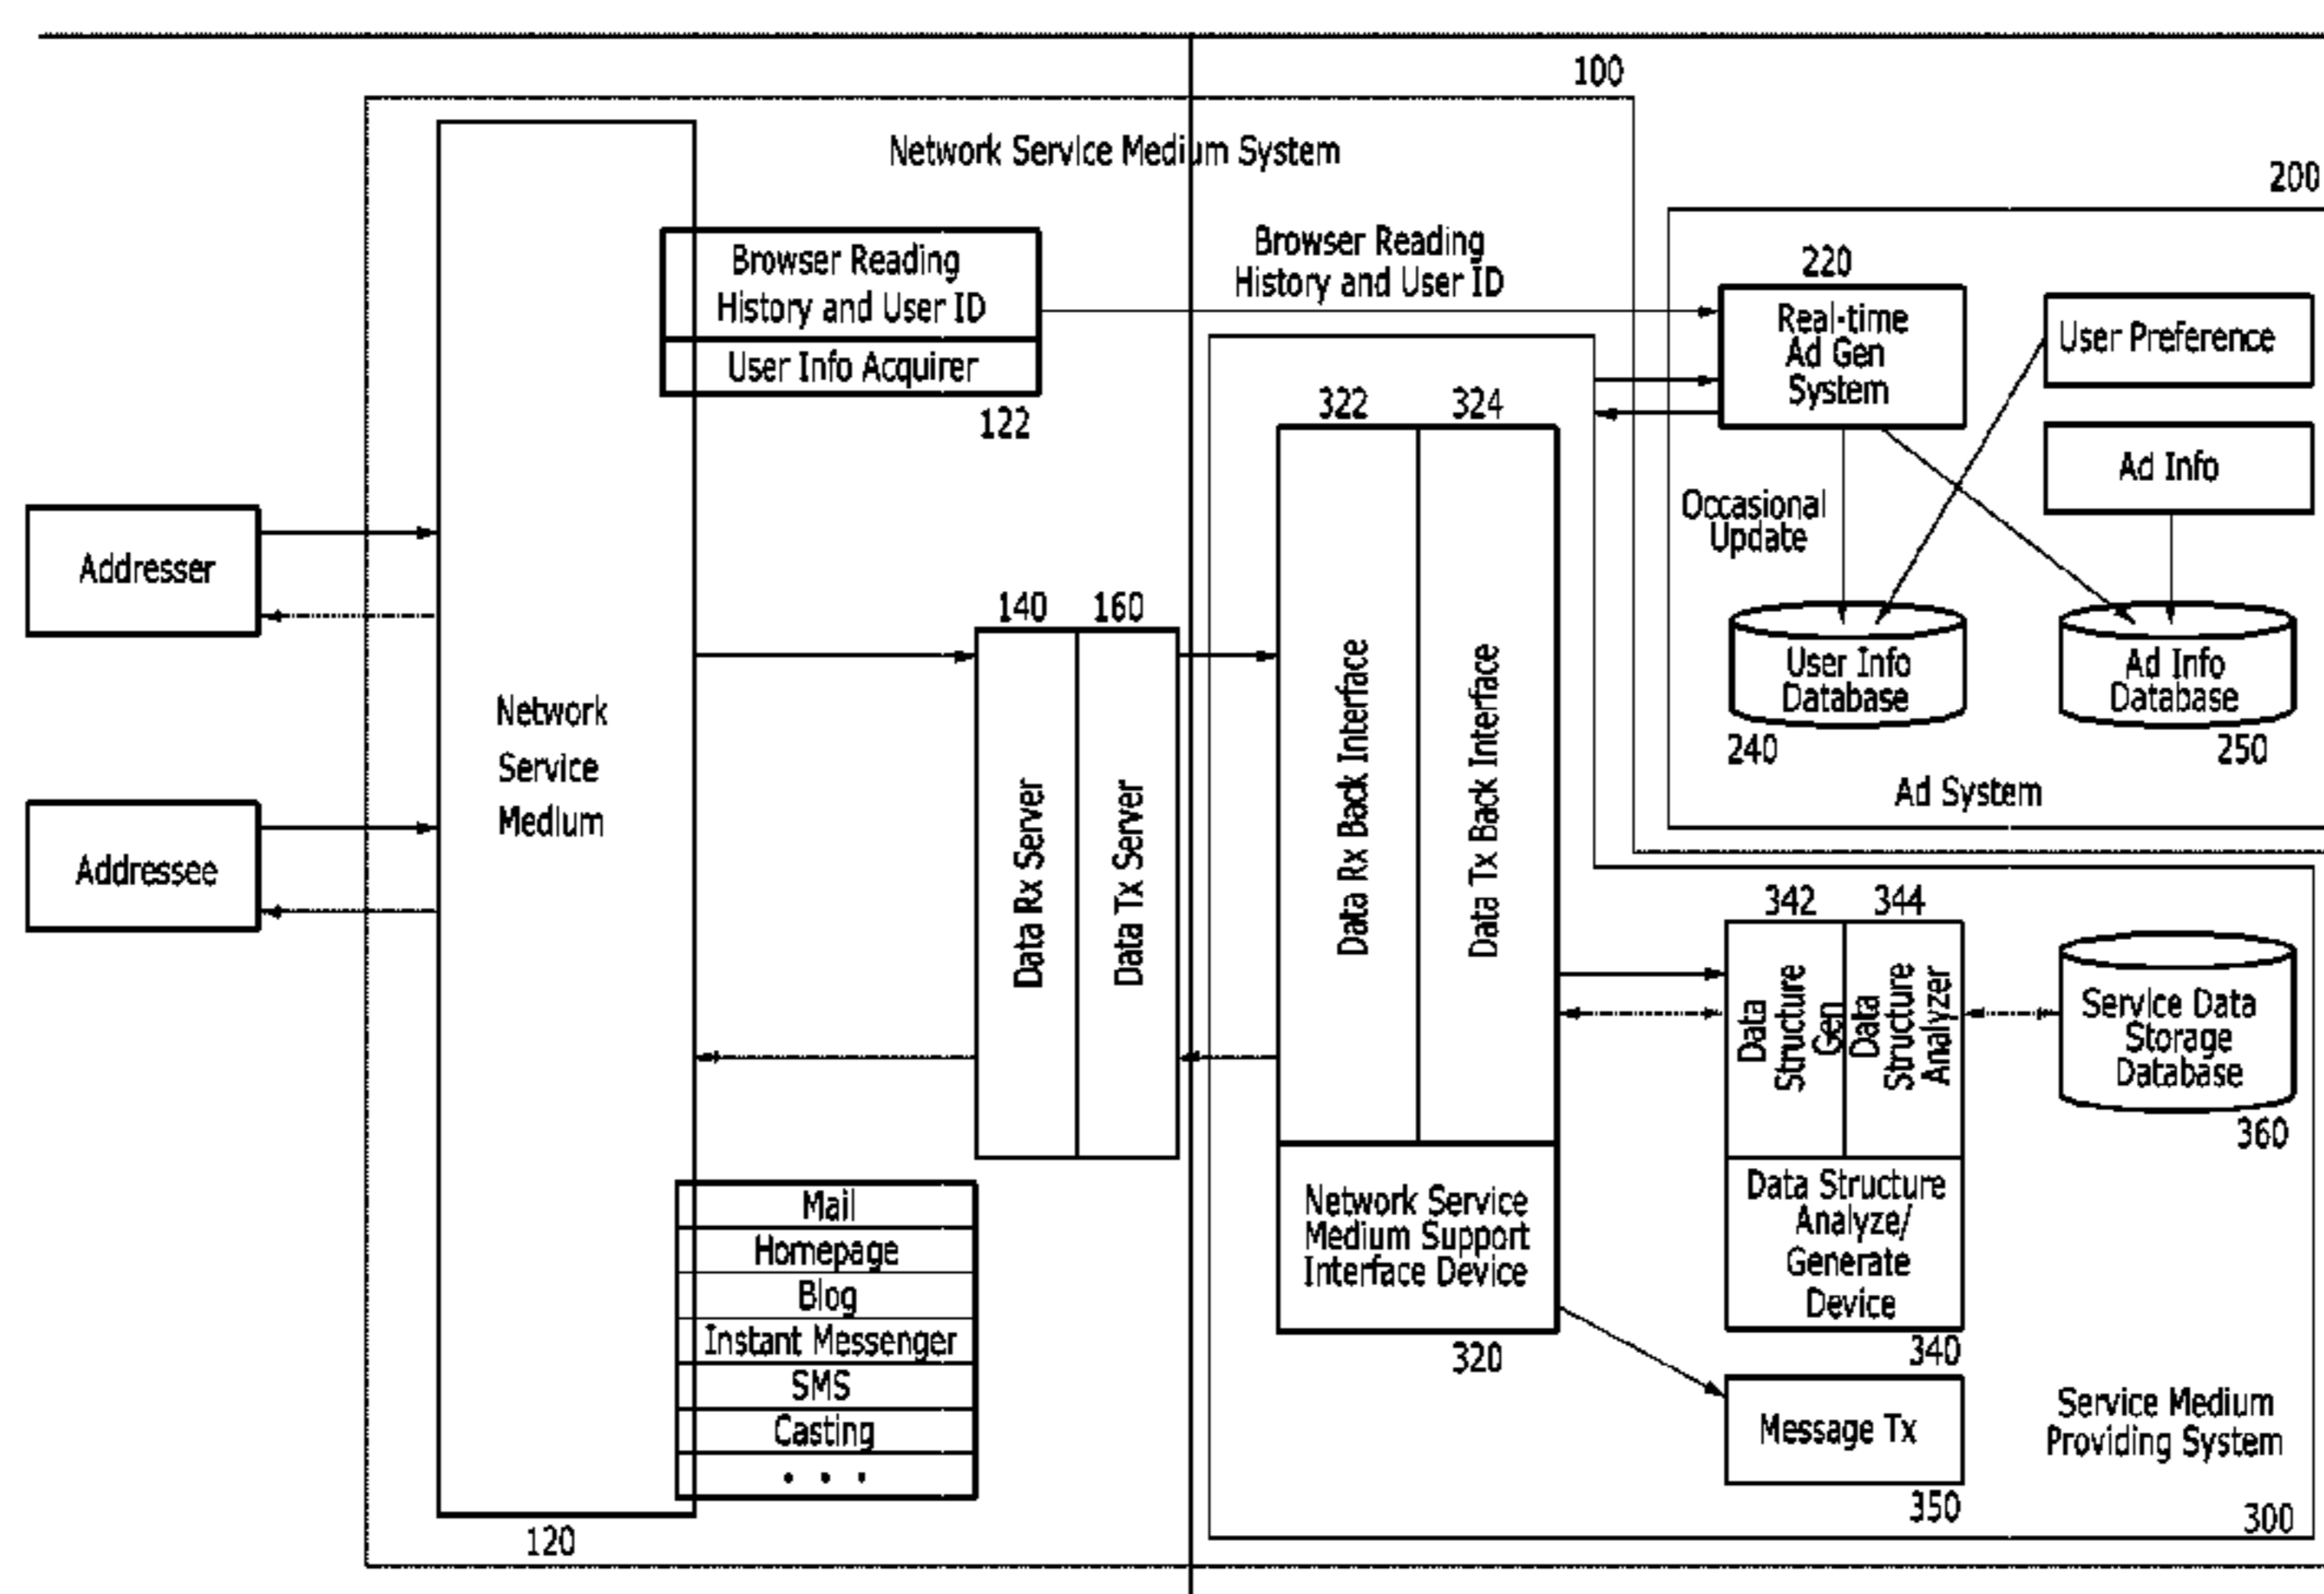 100
Network Service Medium System
200
Browser Reading
History and User ID
User Info Acquirer
122
Browser Reading
History and User ID
220
Real-time
Ad Gen
System
User Preference
Ad Info
Occasional
Update
User Info
Database
240
Ad Info
Database
250
Ad System
Addresser
Addressee
Network
Service
Medium
120
140
160
Data Rx Server
Data Tx Server
322
324
Data Rx Back Interface
Data Tx Back Interface
Network Service
Medium Support
Interface Device
320
342
344
Data
Structure
Gen
Data
Structure
Analyzer
Data Structure
Analyze/
Generate
Device
340
Service Data
Storage
Database
360
Message Tx
350
Service Medium
Providing System
300
Mail
Homepage
Blog
Instant Messenger
SMS
Casting
• • •